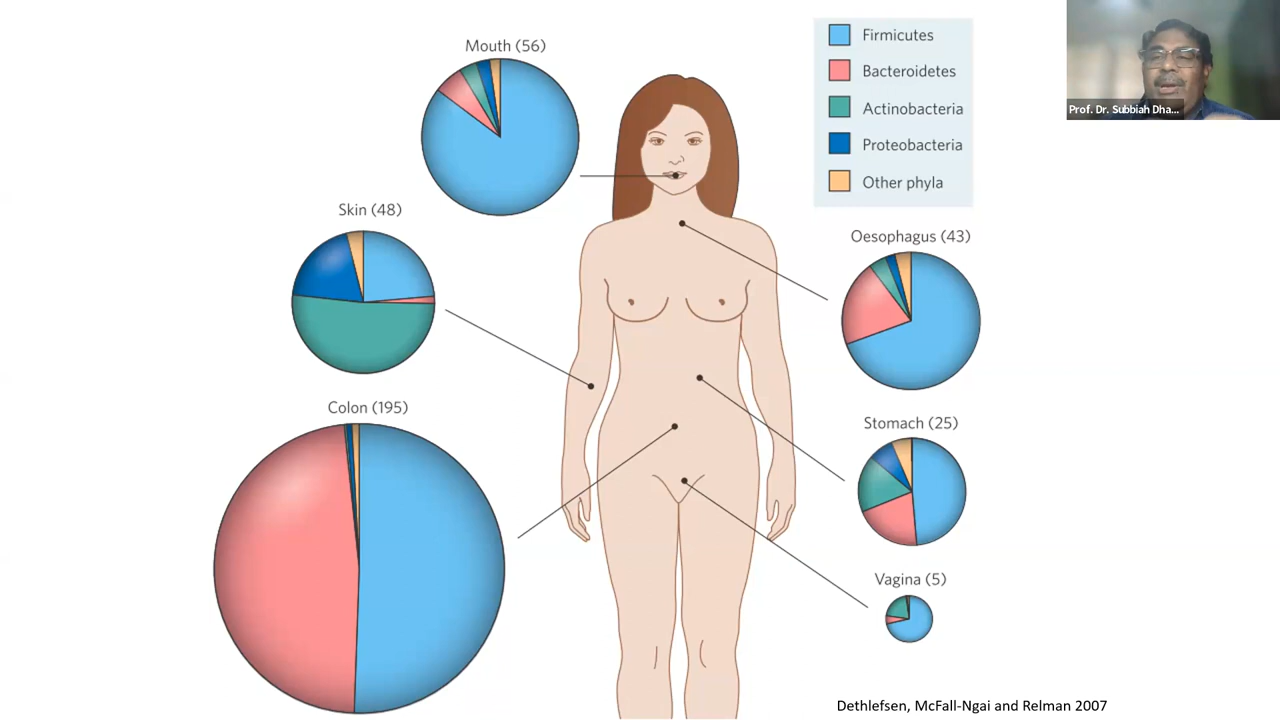 Mouth (56)
Firmicutes
Bacteroidetes
Actinobacteria
Proteobacteria
Other phyla
Prof. Dr. Subbiah Dha...
Skin (48)
Oesophagus (43)
Colon (195)
Stomach (25)
Vagina (5)
Dethlefsen, McFall-Ngai and Relman 2007